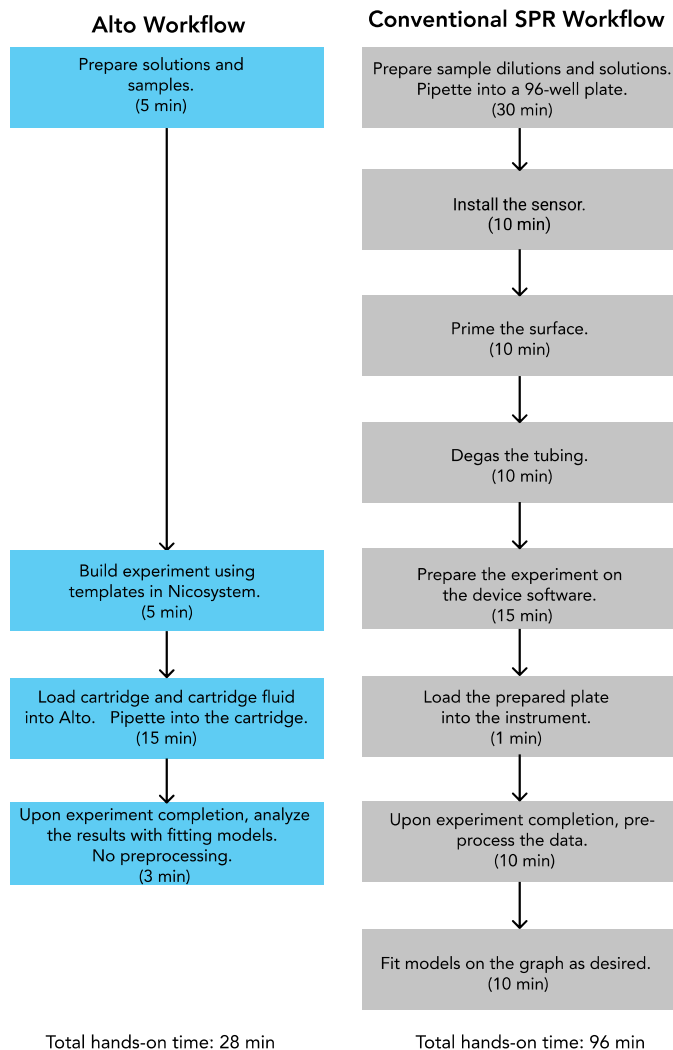 Alto Workflow
Prepare solutions and
samples.
(5 min)
Build experiment using
templates in Nicosystem.
(5 min)
Load cartridge and cartridge fluid
into Alto.   Pipette into the cartridge.
(15 min)
Upon experiment completion, analyze
the results with fitting models.
No preprocessing.
(3 min)
Total hands-on time: 28 min
Conventional SPR Workflow
Prepare sample dilutions and solutions.
Pipette into a 96-well plate.
(30 min)
Install the sensor.
(10 min)
Prime the surface.
(10 min)
Degas the tubing.
(10 min)
Prepare the experiment on
the device software.
(15 min)
Load the prepared plate
into the instrument.
(1 min)
Upon experiment completion, pre-
process the data.
(10 min)
Fit models on the graph as desired.
(10 min)
Total hands-on time: 96 min